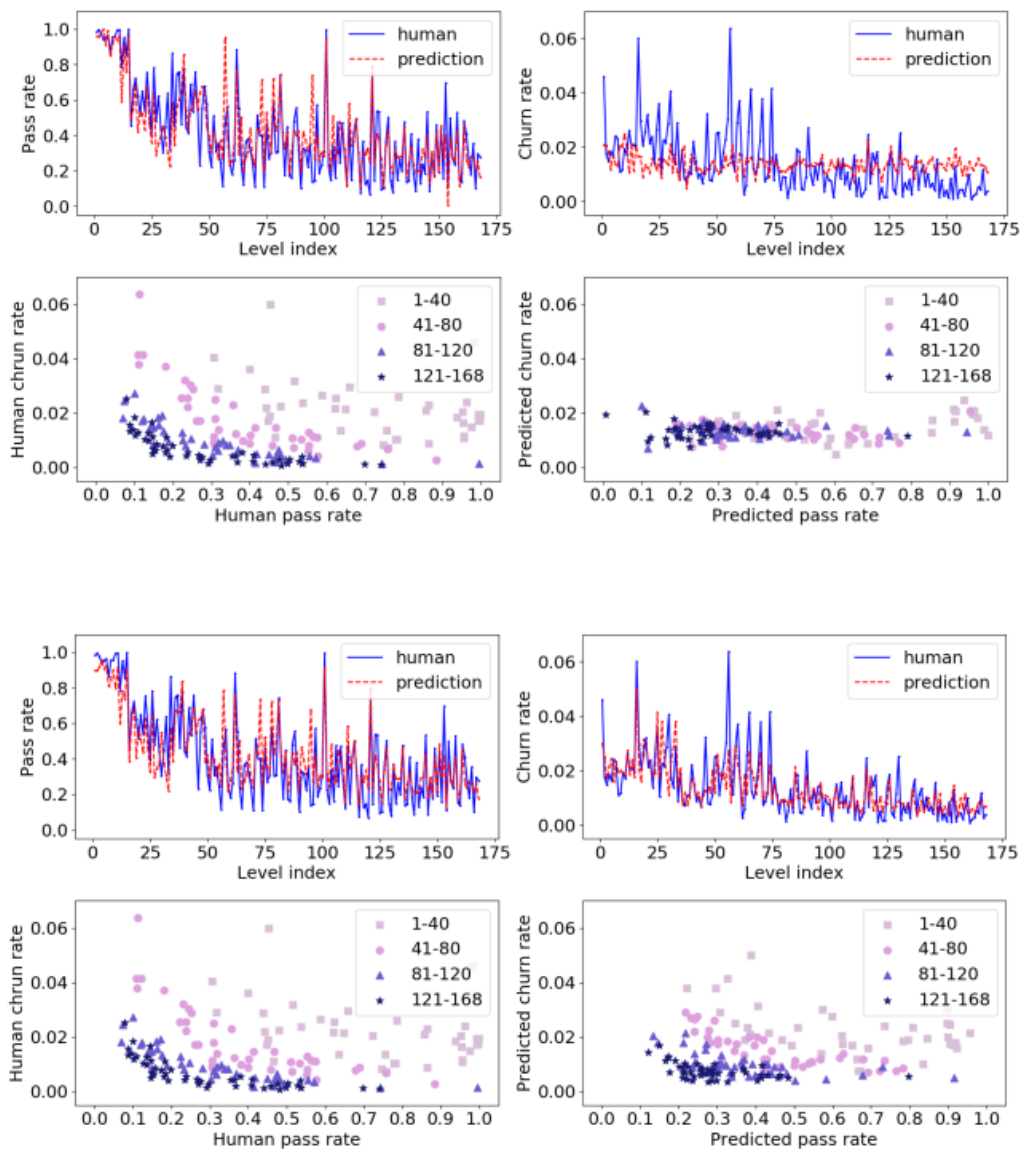 human
prediction
Pass rate
1.0
0.8
0.6
0.4
0.2
0.0
0 25 50 75 100 125 150 175
Level index
human
prediction
Churn rate
0.06
0.04
0.02
0.00
0 25 50 75 100 125 150 175
Level index
1-40
41-80
81-120
121-168
Human chrun rate
0.06
0.04
0.02
0.00
0.0 0.1 0.2 0.3 0.4 0.5 0.6 0.7 0.8 0.9 1.0
Human pass rate
1-40
41-80
81-120
121-168
Predicted churn rate
0.06
0.04
0.02
0.00
0.0 0.1 0.2 0.3 0.4 0.5 0.6 0.7 0.8 0.9 1.0
Predicted pass rate
human
prediction
Pass rate
1.0
0.8
0.6
0.4
0.2
0.0
0 25 50 75 100 125 150 175
Level index
human
prediction
Churn rate
0.06
0.04
0.02
0.00
0 25 50 75 100 125 150 175
Level index
1-40
41-80
81-120
121-168
Human chrun rate
0.06
0.04
0.02
0.00
0.0 0.1 0.2 0.3 0.4 0.5 0.6 0.7 0.8 0.9 1.0
Human pass rate
1-40
41-80
81-120
121-168
Predicted churn rate
0.06
0.04
0.02
0.00
0.0 0.1 0.2 0.3 0.4 0.5 0.6 0.7 0.8 0.9 1.0
Predicted pass rate